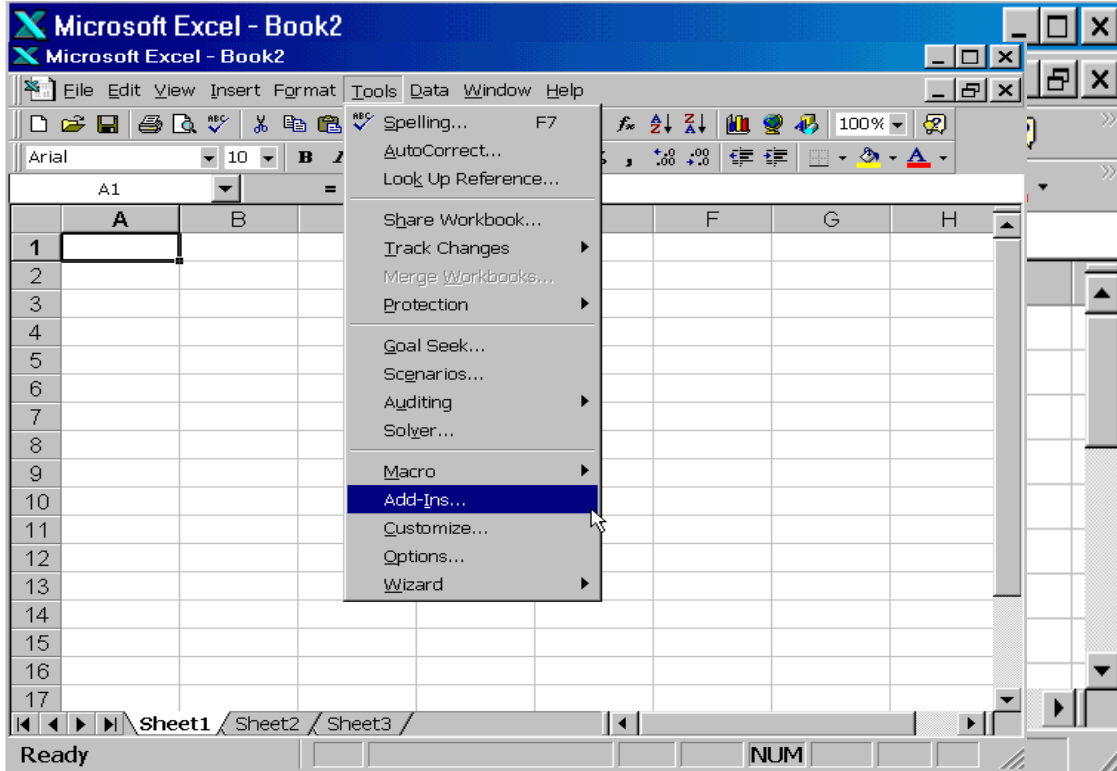 Microsoft Excel - Book2
Microsoft Excel - Book2
File Edit View Insert Format Tools Data Window Help
100%
Arial 10 B I
A1 =
Spelling... F7
AutoCorrect...
Look Up Reference...
Share Workbook...
Track Changes
Merge Workbooks...
Protection
Goal Seek...
Scenarios...
Auditing
Solver...
Macro
Add-Ins...
Customize...
Options...
Wizard
A B F G H
1
2
3
4
5
6
7
8
9
10
11
12
13
14
15
16
17
Sheet1 Sheet2 Sheet3
Ready NUM